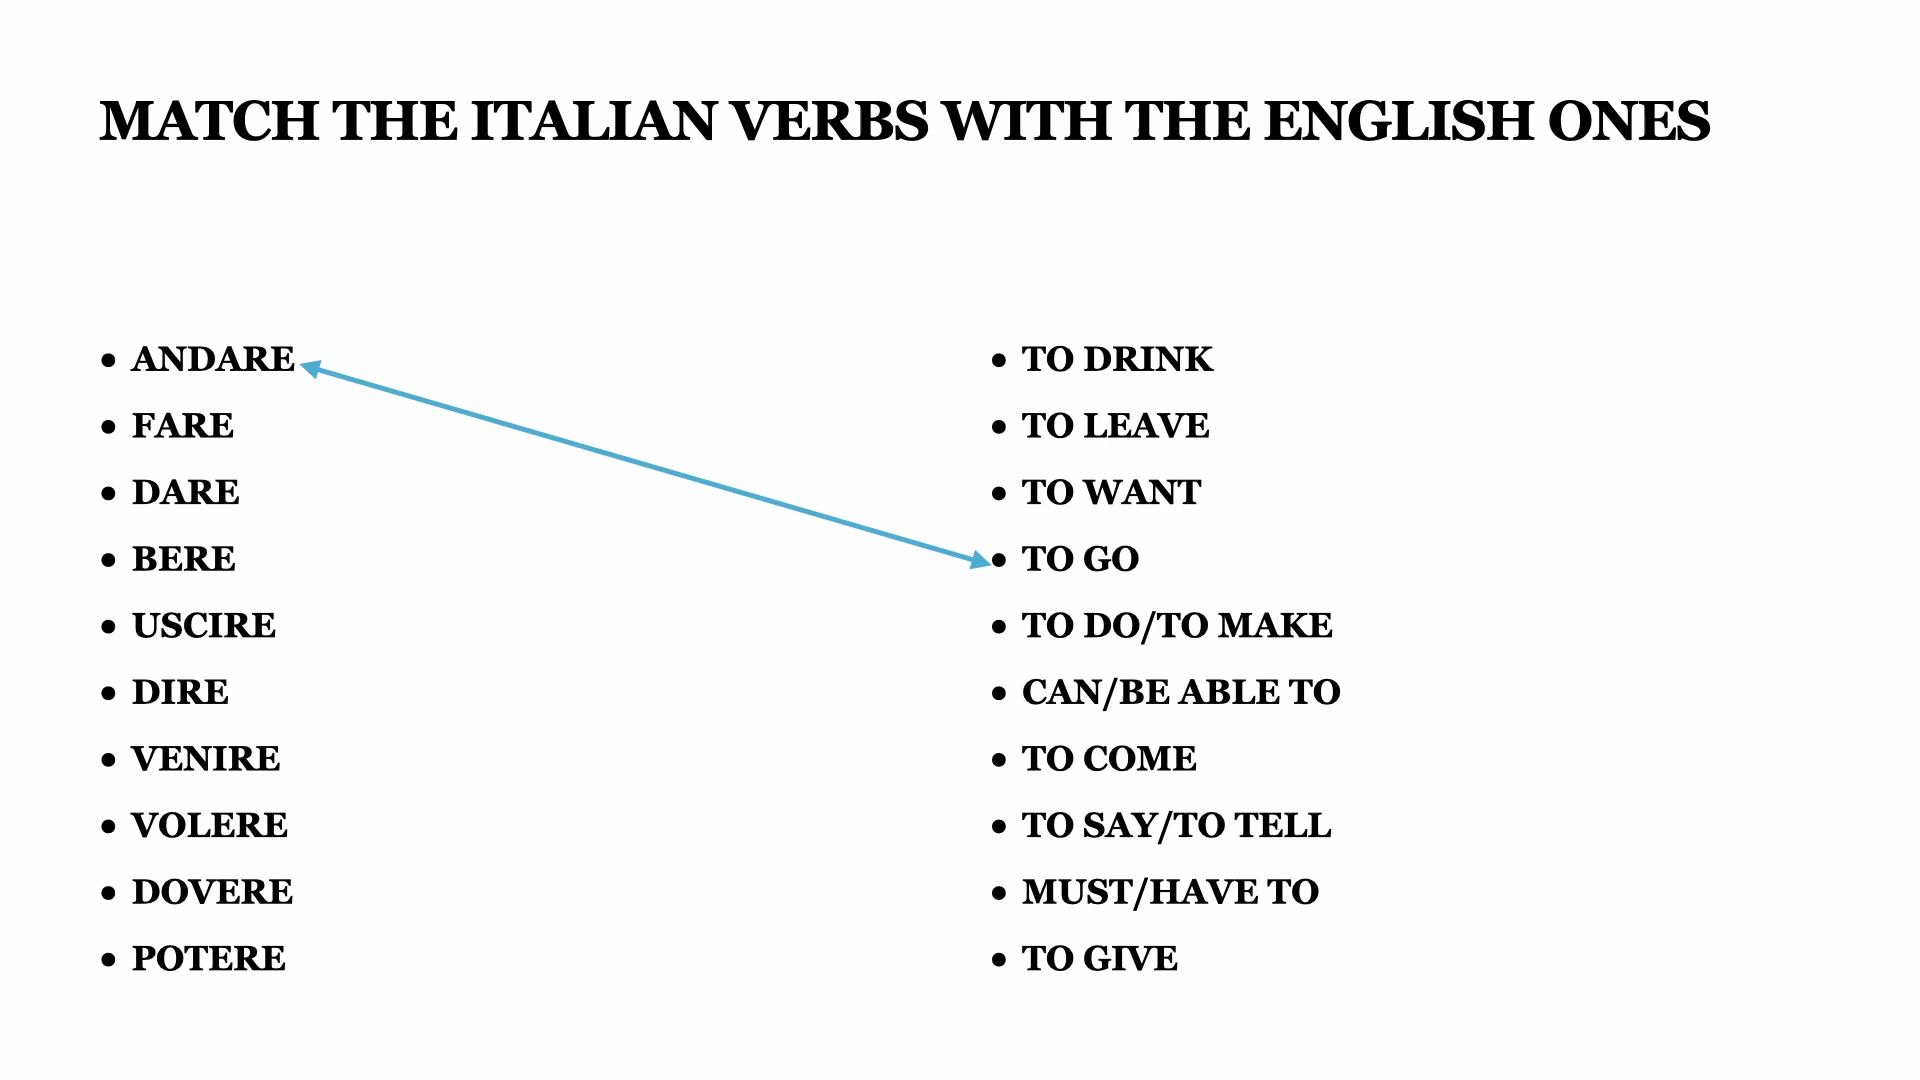 MATCH THE ITALIAN VERBS WITH THE ENGLISH ONES
• ANDARE
• FARE
• DARE
• BERE
• USCIRE
• DIRE
• VENIRE
• VOLERE
• DOVERE
• POTERE
• TO DRINK
• TO LEAVE
• TO WANT
• TO GO
• TO DO/TO MAKE
• CAN/BE ABLE TO
• TO COME
• TO SAY/TO TELL
• MUST/HAVE TO
• TO GIVE